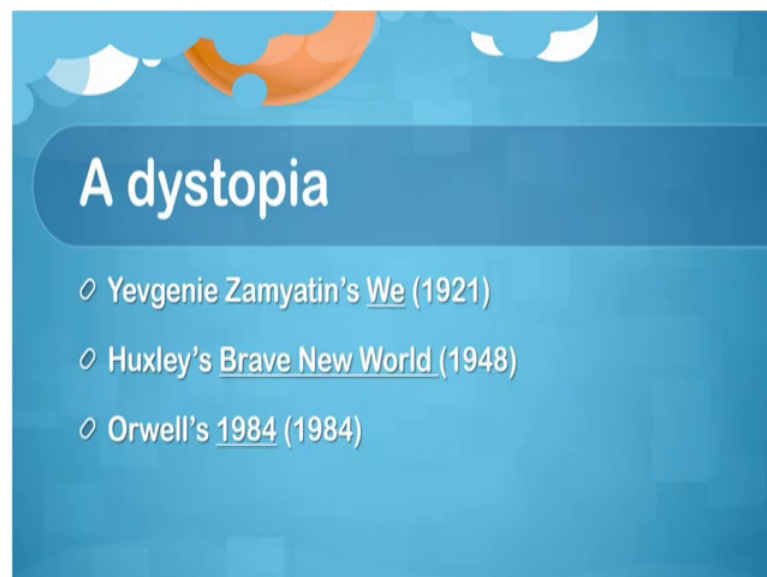 A dystopia
Yevgenie Zamyatin's We (1921)
Huxley's Brave New World (1948)
Orwell's 1984 (1984)